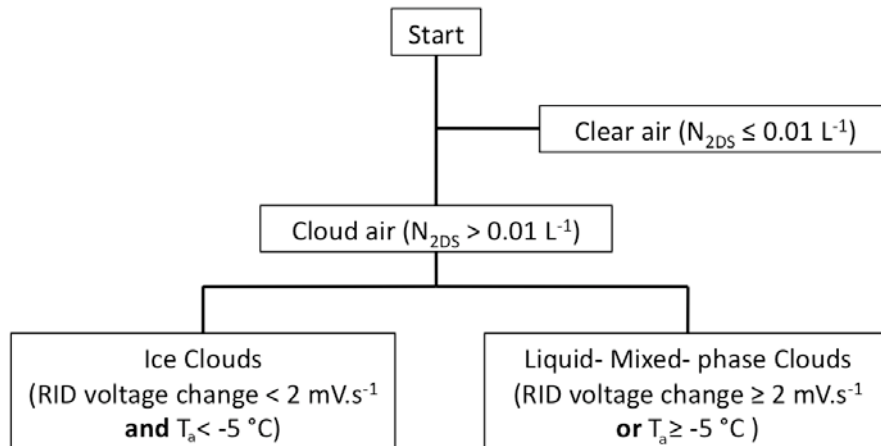 Start
Clear air (N₂DS ≤ 0.01 L⁻¹)
Cloud air (N₂DS > 0.01 L⁻¹)
Ice Clouds
(RID voltage change < 2 mV.s⁻¹
and Tₐ< -5 °C)
Liquid- Mixed- phase Clouds
(RID voltage change ≥ 2 mV.s⁻¹
or Tₐ≥ -5 °C )